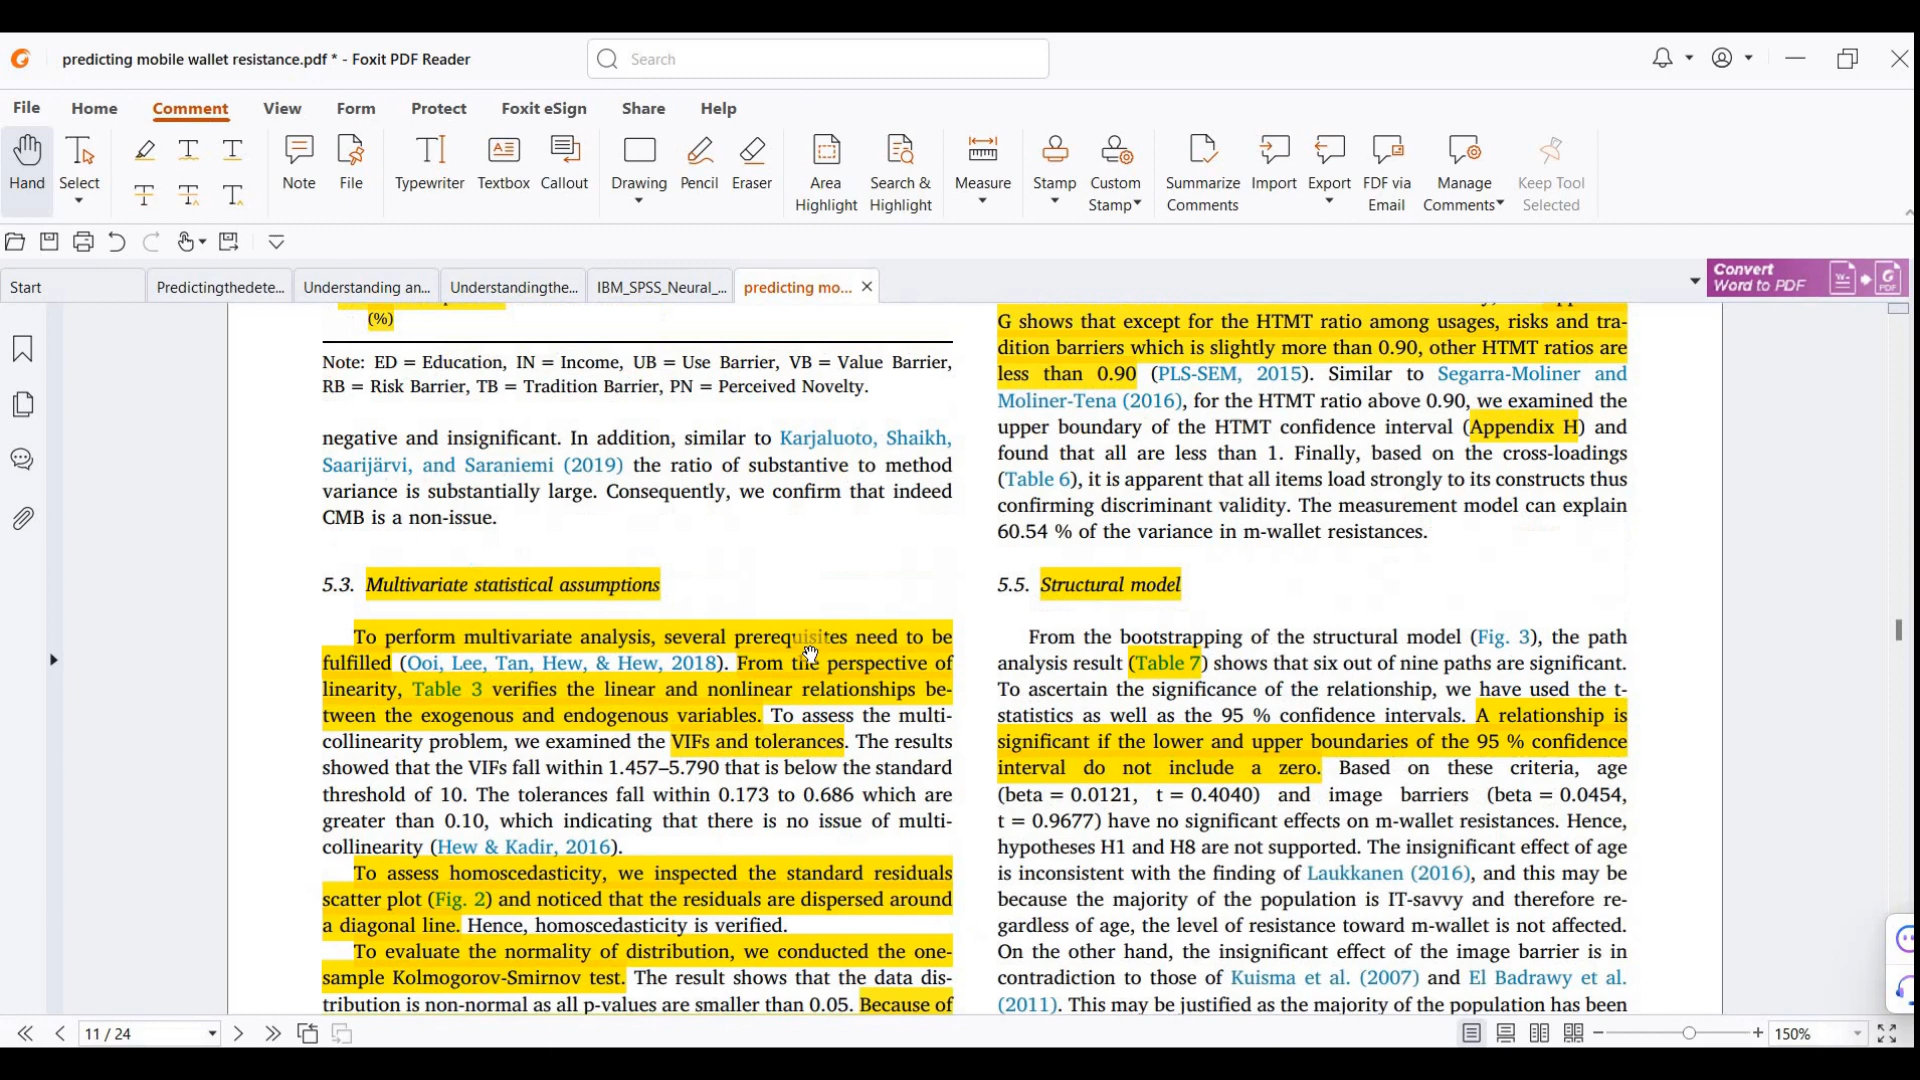 predicting mobile wallet resistance.pdf * - Foxit PDF Reader
Search
File Home Comment View Form Protect Foxit eSign Share Help
Hand
Select
Note
File
Typewriter
Textbox
Callout
Drawing
Pencil
Eraser
Area
Highlight
Search &
Highlight
Measure
Stamp
Custom
Stamp
Summarize
Comments
Import
Export
FDF via
Email
Manage
Comments
Keep Tool
Selected
Start
Predictingthedete...
Understanding an...
Understandingthe...
IBM_SPSS_Neural_...
predicting mo...
Convert
Word to PDF
(%)
Note: ED = Education, IN = Income, UB = Use Barrier, VB = Value Barrier,
RB = Risk Barrier, TB = Tradition Barrier, PN = Perceived Novelty.
negative and insignificant. In addition, similar to Karjaluoto, Shaikh,
Saarijärvi, and Saraniemi (2019) the ratio of substantive to method
variance is substantially large. Consequently, we confirm that indeed
CMB is a non-issue.
5.3. Multivariate statistical assumptions
To perform multivariate analysis, several prerequisites need to be
fulfilled (Ooi, Lee, Tan, Hew, & Hew, 2018). From the perspective of
linearity, Table 3 verifies the linear and nonlinear relationships be-
tween the exogenous and endogenous variables. To assess the multi-
collinearity problem, we examined the VIFs and tolerances. The results
showed that the VIFs fall within 1.457–5.790 that is below the standard
threshold of 10. The tolerances fall within 0.173 to 0.686 which are
greater than 0.10, which indicating that there is no issue of multi-
collinearity (Hew & Kadir, 2016).
To assess homoscedasticity, we inspected the standard residuals
scatter plot (Fig. 2) and noticed that the residuals are dispersed around
a diagonal line. Hence, homoscedasticity is verified.
To evaluate the normality of distribution, we conducted the one-
sample Kolmogorov-Smirnov test. The result shows that the data dis-
tribution is non-normal as all p-values are smaller than 0.05. Because of
G shows that except for the HTMT ratio among usages, risks and tra-
dition barriers which is slightly more than 0.90, other HTMT ratios are
less than 0.90 (PLS-SEM, 2015). Similar to Segarra-Moliner and
Moliner-Tena (2016), for the HTMT ratio above 0.90, we examined the
upper boundary of the HTMT confidence interval (Appendix H) and
found that all are less than 1. Finally, based on the cross-loadings
(Table 6), it is apparent that all items load strongly to its constructs thus
confirming discriminant validity. The measurement model can explain
60.54 % of the variance in m-wallet resistances.
5.5. Structural model
From the bootstrapping of the structural model (Fig. 3), the path
analysis result (Table 7) shows that six out of nine paths are significant.
To ascertain the significance of the relationship, we have used the t-
statistics as well as the 95 % confidence intervals. A relationship is
significant if the lower and upper boundaries of the 95 % confidence
interval do not include a zero. Based on these criteria, age
(beta = 0.0121, t = 0.4040) and image barriers (beta = 0.0454,
t = 0.9677) have no significant effects on m-wallet resistances. Hence,
hypotheses H1 and H8 are not supported. The insignificant effect of age
is inconsistent with the finding of Laukkanen (2016), and this may be
because the majority of the population is IT-savvy and therefore re-
gardless of age, the level of resistance toward m-wallet is not affected.
On the other hand, the insignificant effect of the image barrier is in
contradiction to those of Kuisma et al. (2007) and El Badrawy et al.
(2011). This may be justified as the majority of the population has been
11 / 24
150%